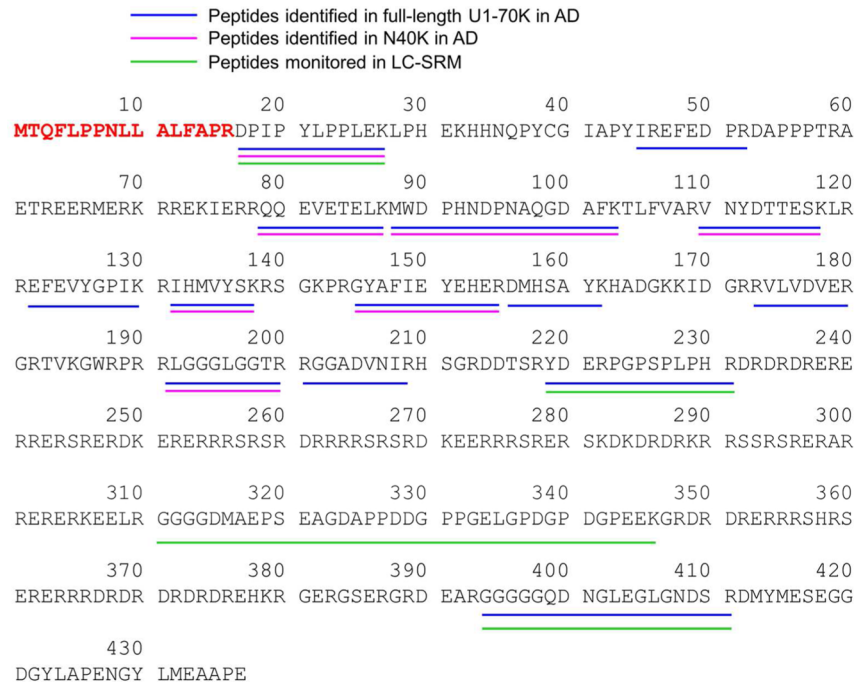 Peptides identified in full-length U1-70K in AD
Peptides identified in N40K in AD
Peptides monitored in LC-SRM
10 20 30 40 50 60
MTQFLPPNLL ALFAPRDPIP YLPPLEKLPH EKHHNQPYCG IAPYIREFED PRDAPPPTRA
70 80 90 100 110 120
ETREERMERK RREKIERRQQ EVETELKMWD PHNDPNAQGD AFKTLFVARV NYDTTESKLR
130 140 150 160 170 180
REFEVYGPIK RIHMVYSKRS GKPRGYAFIE YEHERDMHSA YKHADGKKID GRRVLVDVER
190 200 210 220 230 240
GRTVKGWRPR RLGGGLGGTR RGGADVNIRH SGRDDTSRYD ERPGPSPLPH RDRDRDRERE
250 260 270 280 290 300
RRERSRERDK ERERRRSRSR DRRRRSRSRD KEERRRSRER SKDKDRDRKR RSSRSRERAR
310 320 330 340 350 360
RERERKEELR GGGGDMAEPS EAGDAPPDDG PPGELGPDGP DGPEEKGRDR DRERRRSHRS
370 380 390 400 410 420
ERERRRDRDR DRDRDREHKR GERGSERGRD EARGGGGGQD NGLEGLGNDS RDMYMESEGG
430
DGYLAPENGY LMEAAPE